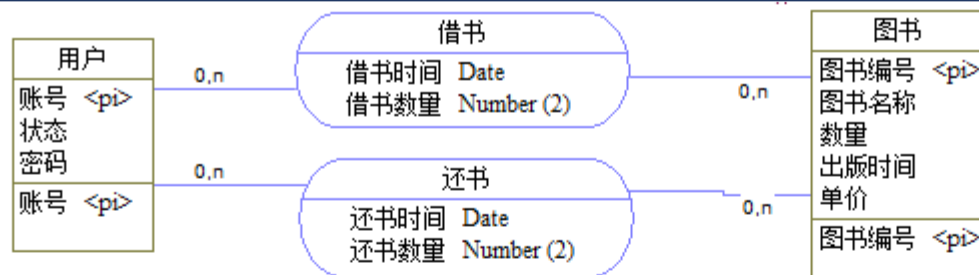 用户
账号 <pi>
状态
密码
账号 <pi>
0,n
0,n
借书
借书时间 Date
借书数量 Number (2)
还书
还书时间 Date
还书数量 Number (2)
0,n
0,n
图书
图书编号 <pi>
图书名称
数量
出版时间
单价
图书编号 <pi>